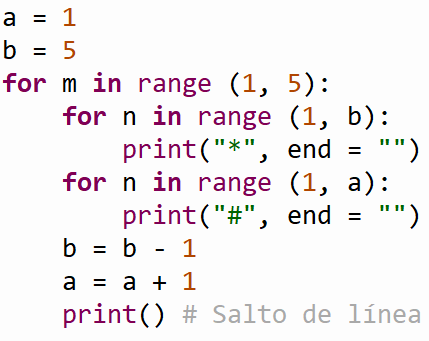 a = 1
b = 5
for m in range (1, 5):
    for n in range (1, b):
        print("*", end = "")
    for n in range (1, a):
        print("#", end = "")
    b = b - 1
    a = a + 1
    print() # Salto de línea